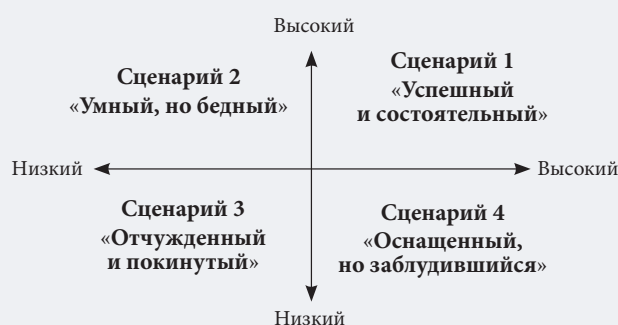 Высокий
Сценарий 2
«Умный, но бедный»
Сценарий 1
«Успешный
и состоятельный»
Низкий
Высокий
Сценарий 3
«Отчужденный
и покинутый»
Сценарий 4
«Оснащенный,
но заблудившийся»
Низкий